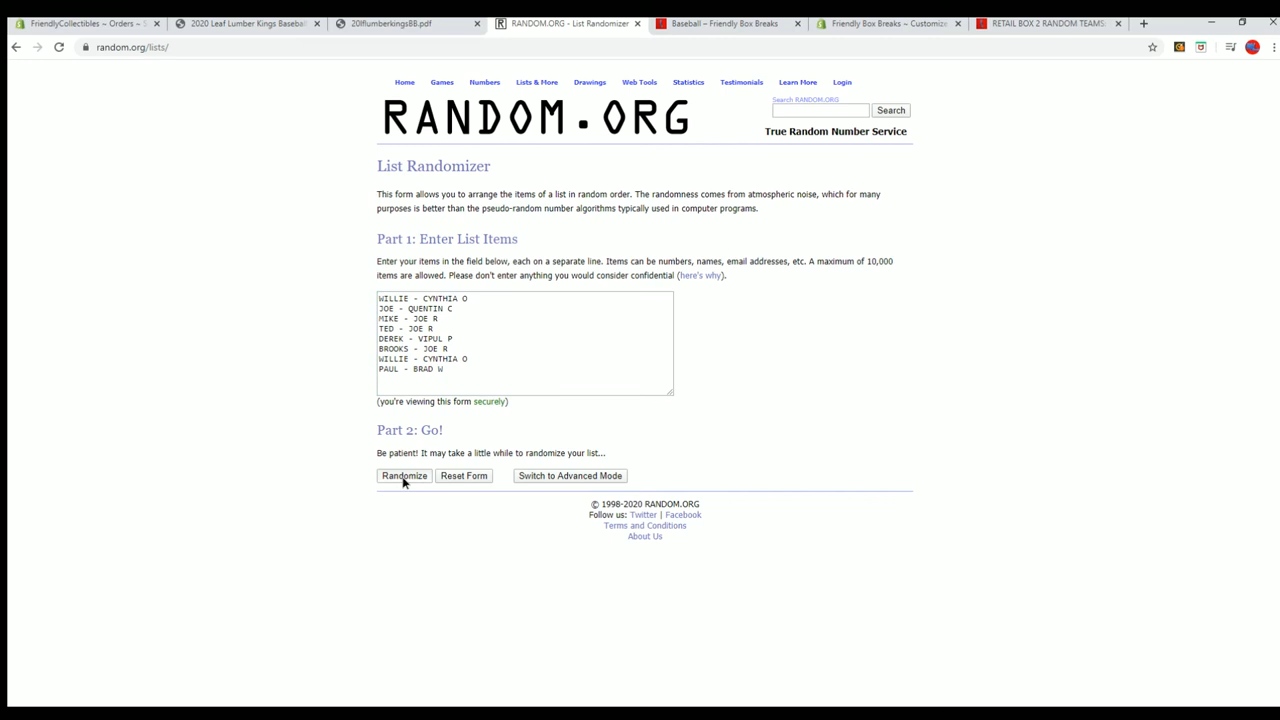 FriendlyCollectibles ~ Orders ~ S
2020 Leaf Lumber Kings Baseball
20lflumberkingsBB.pdf
RANDOM.ORG - List Randomizer
Baseball – Friendly Box Breaks
Friendly Box Breaks ~ Customize
RETAIL BOX 2 RANDOM TEAMS
random.org/lists/
Home Games Numbers Lists & More Drawings Web Tools Statistics Testimonials Learn More Login
RANDOM.ORG
Search RANDOM.ORG
Search
True Random Number Service
List Randomizer
This form allows you to arrange the items of a list in random order. The randomness comes from atmospheric noise, which for many
purposes is better than the pseudo-random number algorithms typically used in computer programs.
Part 1: Enter List Items
Enter your items in the field below, each on a separate line. Items can be numbers, names, email addresses, etc. A maximum of 10,000
items are allowed. Please don't enter anything you would consider confidential (here's why).
WILLIE - CYNTHIA O
JOE - QUENTIN C
MIKE - JOE R
TED - JOE R
DEREK - VIPUL P
BROOKS - JOE R
WILLIE - CYNTHIA O
PAUL - BRAD W
(you're viewing this form securely)
Part 2: Go!
Be patient! It may take a little while to randomize your list...
Randomize Reset Form Switch to Advanced Mode
© 1998-2020 RANDOM.ORG
Follow us: Twitter | Facebook
Terms and Conditions
About Us